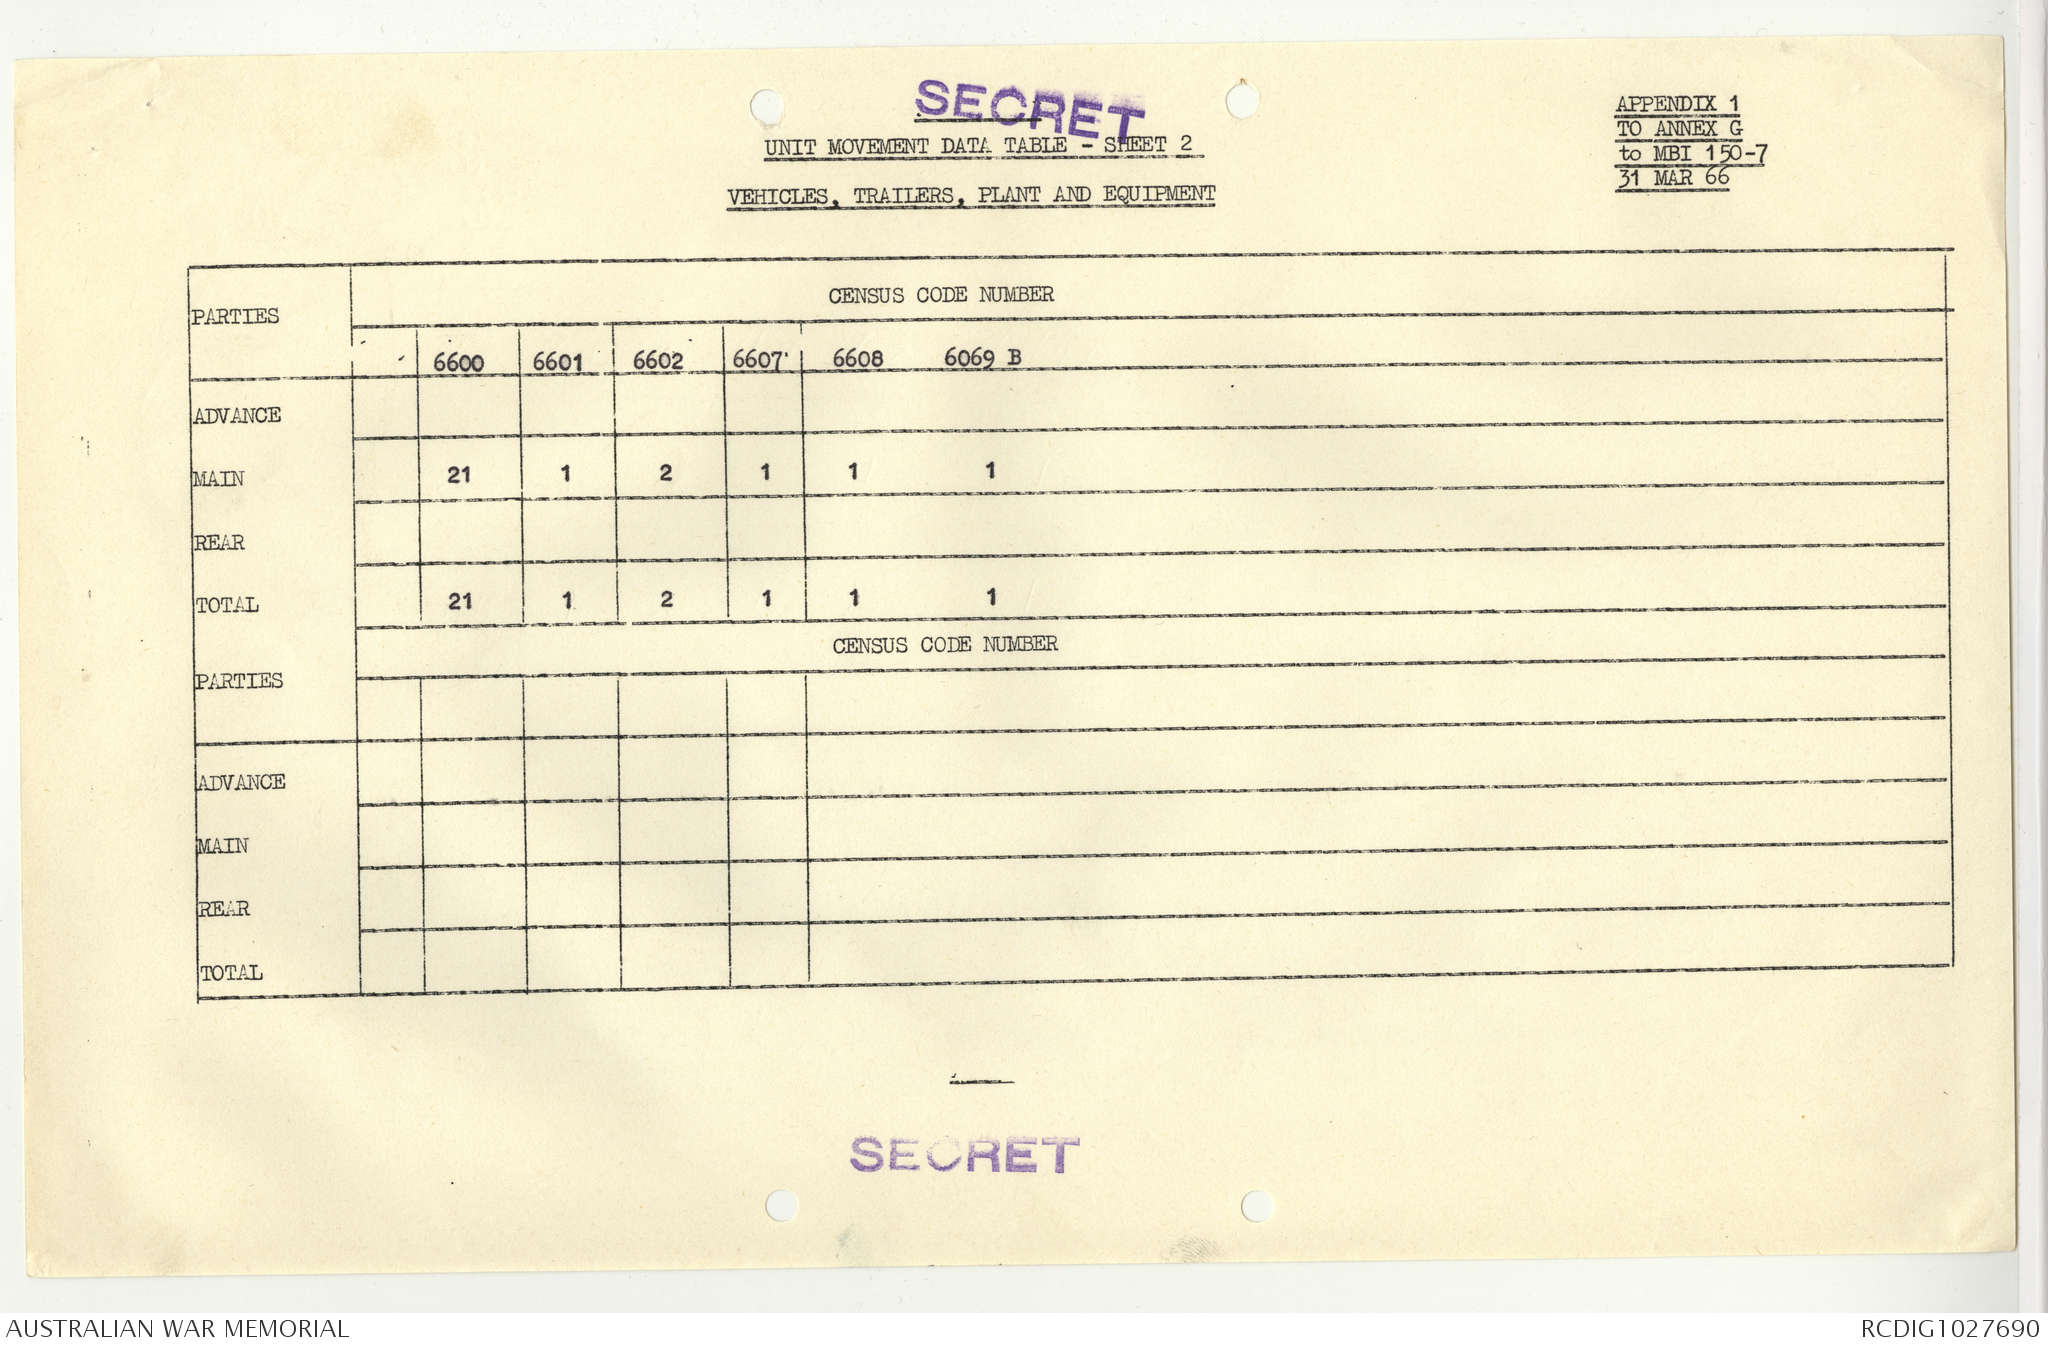 SECRET
APPENDIX 1
TO ANNEX G
to MBI 150-7
31 MAR 66
UNIT MOVEMENT DATA TABLE - SHEET 2
VEHICLES, TRAILERS, PLANT AND EQUIPMENT
PARTIES
CENSUS CODE NUMBER
6600 6601 6602 6607 6608 6069 B
ADVANCE
MAIN 21 1 2 1 1 1
REAR
TOTAL 21 1 2 1 1 1
CENSUS CODE NUMBER
PARTIES
ADVANCE
MAIN
REAR
TOTAL
SECRET
AUSTRALIAN WAR MEMORIAL
RCDIG1027690